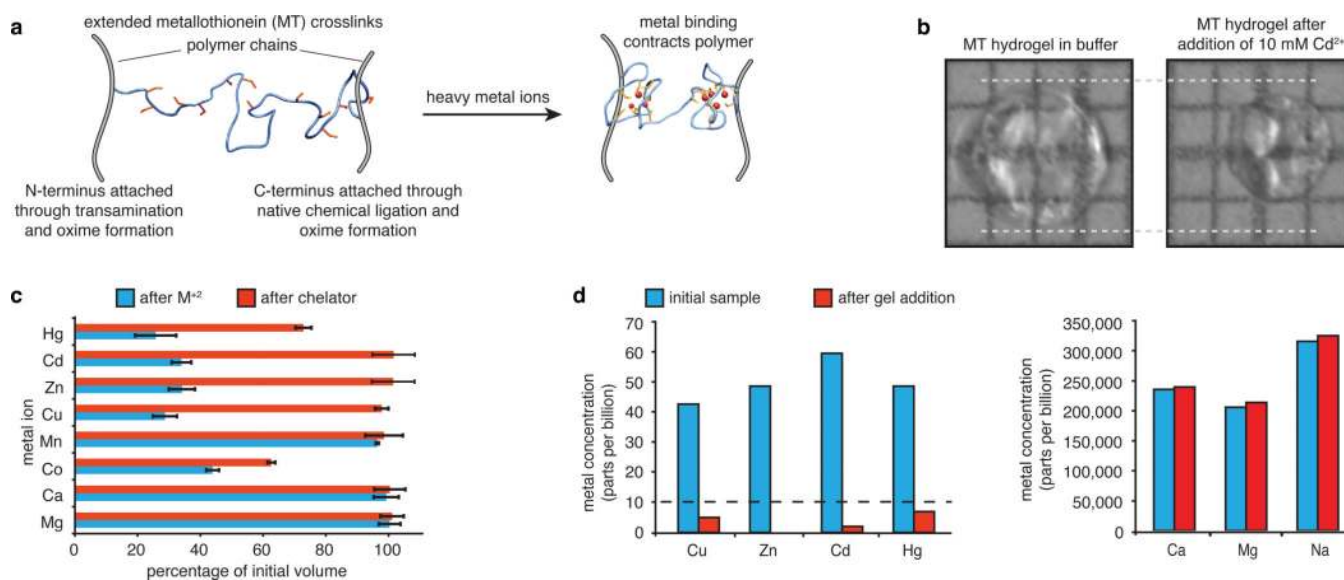 a
extended metallothionein (MT) crosslinks
polymer chains
heavy metal ions
metal binding
contracts polymer
N-terminus attached
through transamination
and oxime formation
C-terminus attached through
native chemical ligation and
oxime formation
b
MT hydrogel in buffer
MT hydrogel after
addition of 10 mM Cd²⁺
c
after M⁺²
after chelator
metal ion
Hg
Cd
Zn
Cu
Mn
Co
Ca
Mg
0 20 40 60 80 100
percentage of initial volume
d
initial sample
after gel addition
metal concentration
(parts per billion)
70
60
50
40
30
20
10
0
Cu Zn Cd Hg
metal concentration
(parts per billion)
350,000
300,000
250,000
200,000
150,000
100,000
50,000
0
Ca Mg Na